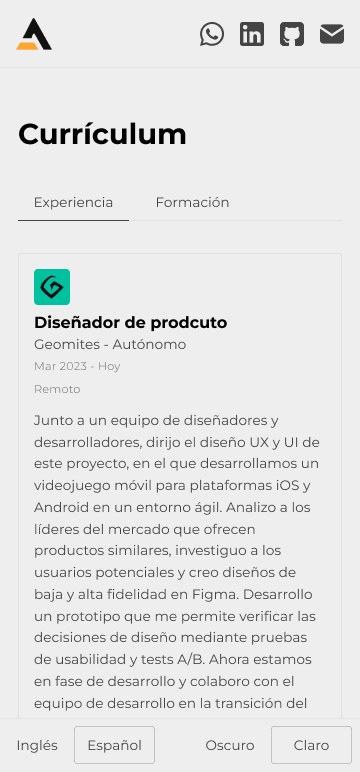 Currículum
Experiencia Formación
Diseñador de prodcuto
Geomites - Autónomo
Mar 2023 - Hoy
Remoto
Junto a un equipo de diseñadores y
desarrolladores, dirijo el diseño UX y UI de
este proyecto, en el que desarrollamos un
videojuego móvil para plataformas iOS y
Android en un entorno ágil. Analizo a los
líderes del mercado que ofrecen
productos similares, investiguo a los
usuarios potenciales y creo diseños de
baja y alta fidelidad en Figma. Desarrollo
un prototipo que me permite verificar las
decisiones de diseño mediante pruebas
de usabilidad y tests A/B. Ahora estamos
en fase de desarrollo y colaboro con el
equipo de desarrollo en la transición del
Inglés Español Oscuro Claro